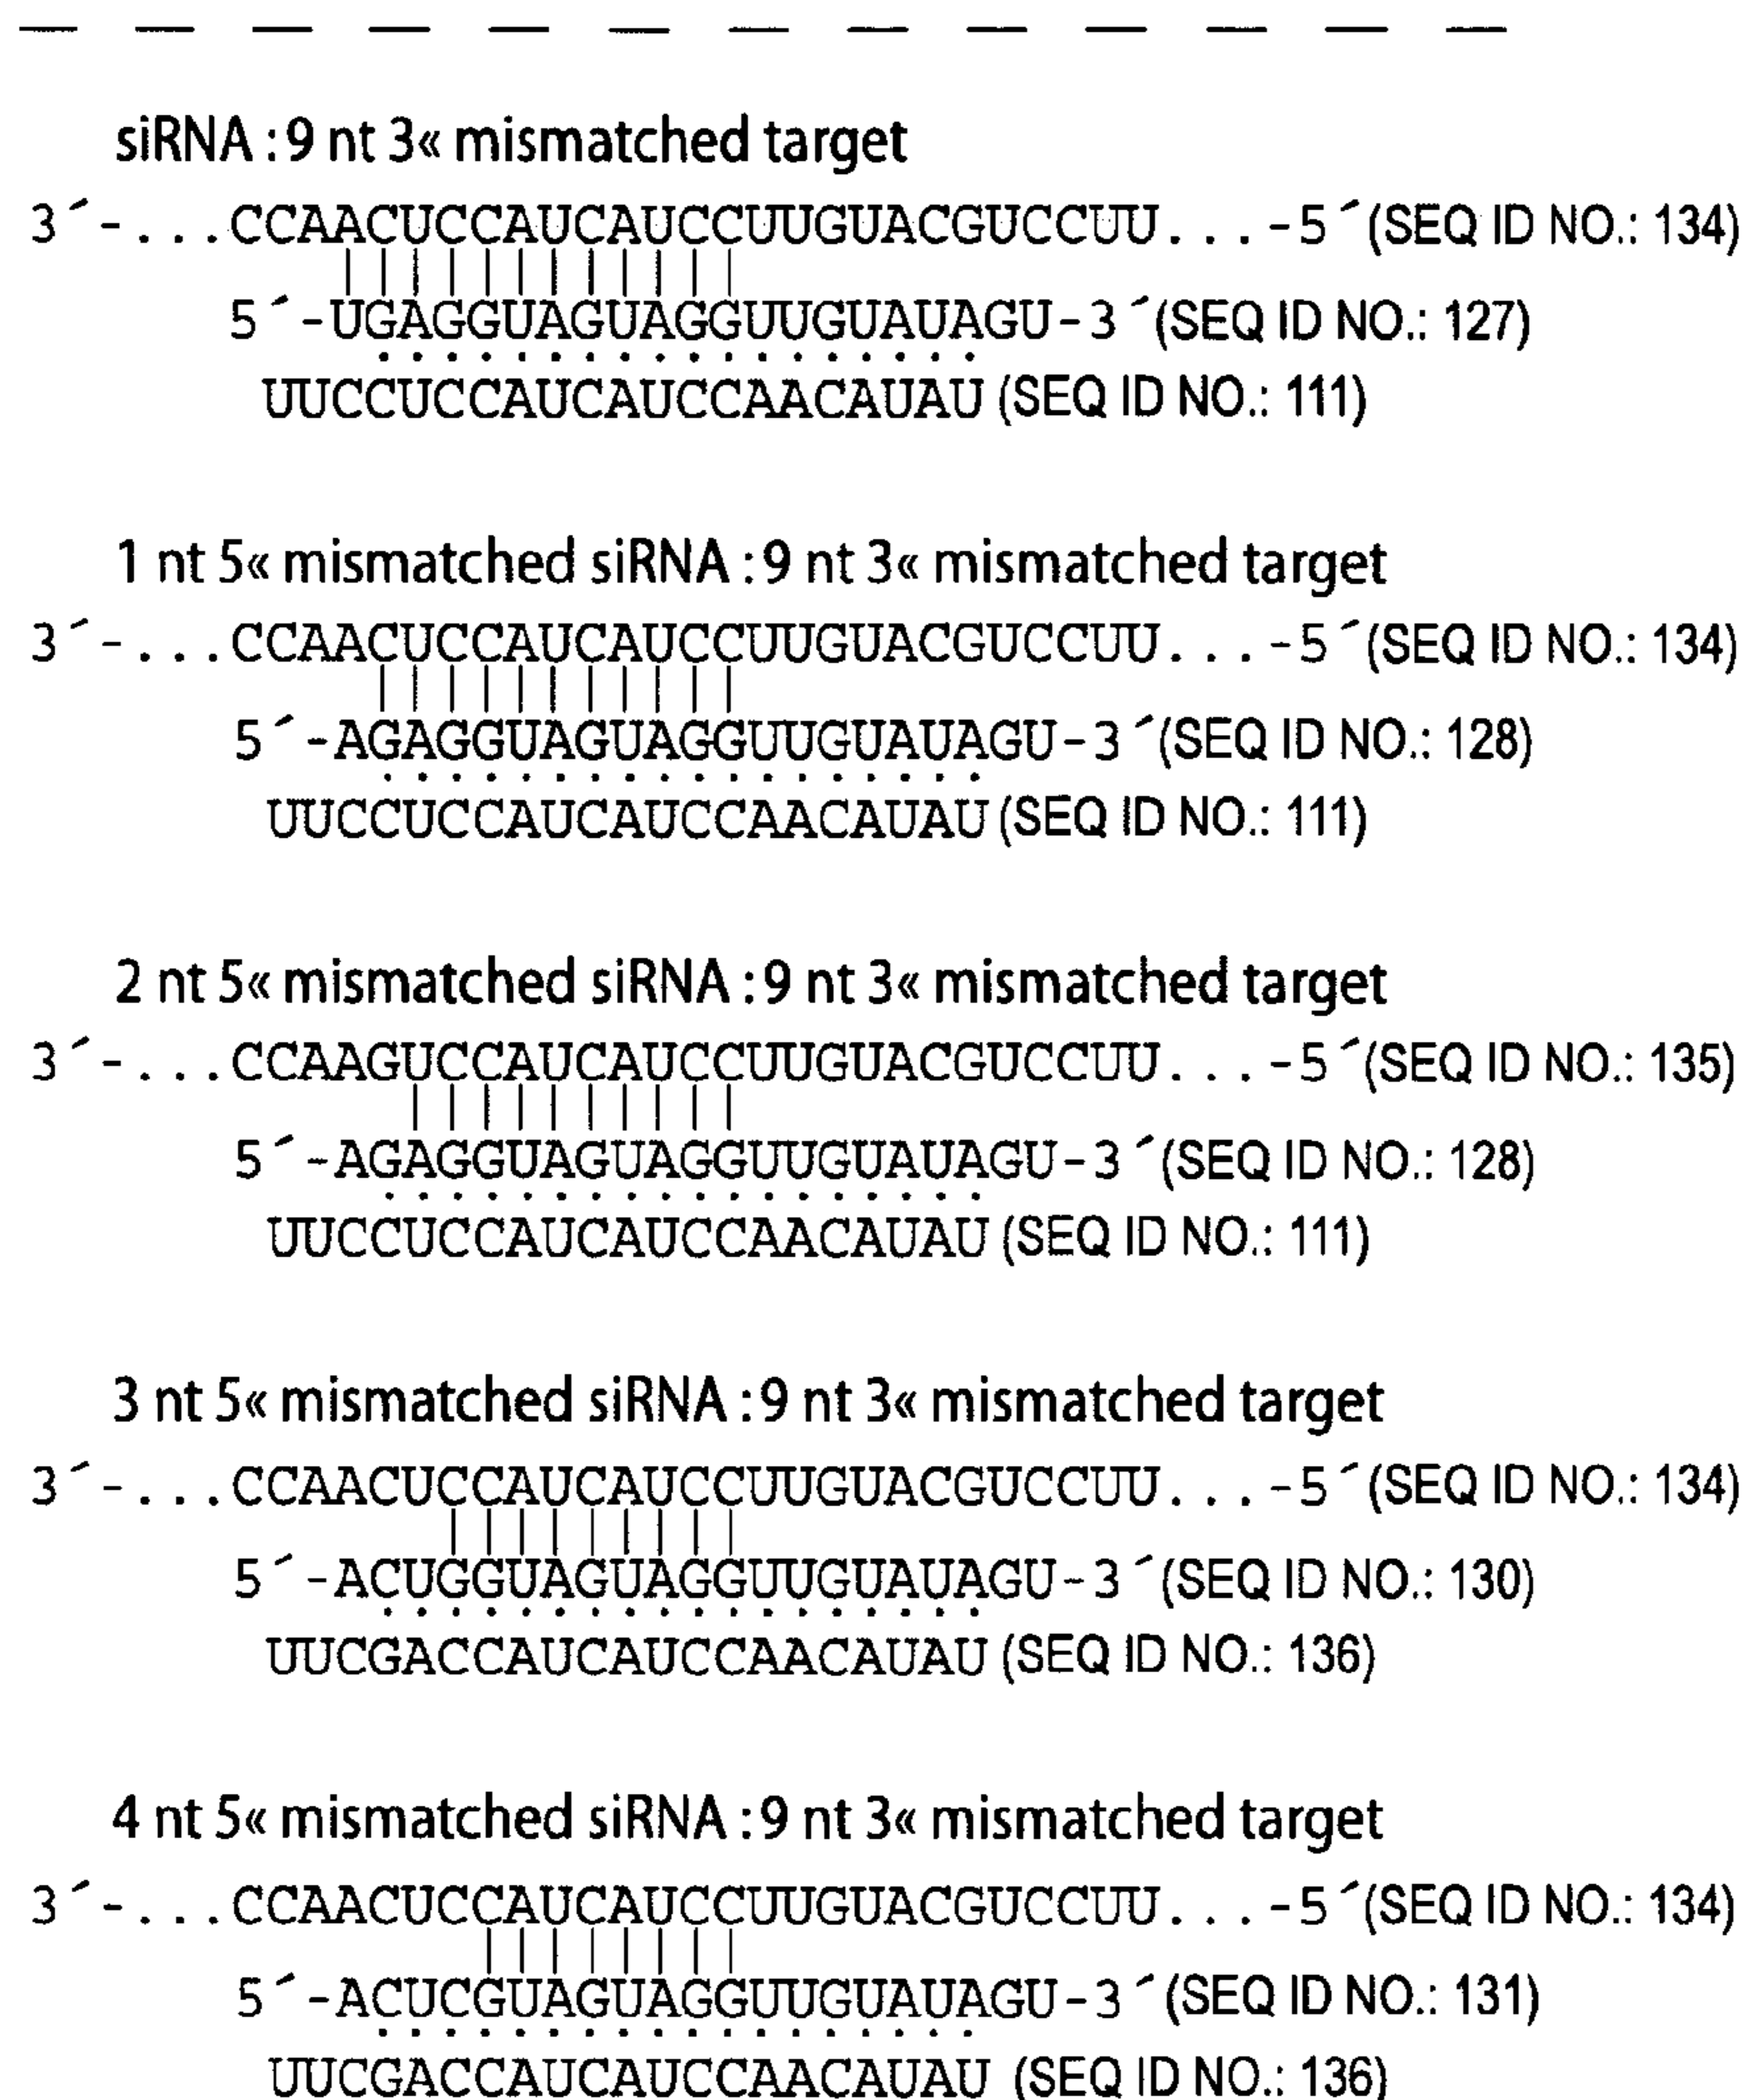 siRNA : 9 nt 3« mismatched target
3´-...CCAACUCCAUCAUCCUUGUACGUCCUU...-5´(SEQ ID NO.: 134)
5´-UGAGGUAGUAGGUUGUAUAGU-3´(SEQ ID NO.: 127)
UUCCUCCAUCAUCCAACAUAU (SEQ ID NO.: 111)
1 nt 5« mismatched siRNA : 9 nt 3« mismatched target
3´-...CCAACUCCAUCAUCCUUGUACGUCCUU...-5´(SEQ ID NO.: 134)
5´-AGAGGUAGUAGGUUGUAUAGU-3´(SEQ ID NO.: 128)
UUCCUCCAUCAUCCAACAUAU (SEQ ID NO.: 111)
2 nt 5« mismatched siRNA : 9 nt 3« mismatched target
3´-...CCAAGUCCAUCAUCCUUGUACGUCCUU...-5´(SEQ ID NO.: 135)
5´-AGAGGUAGUAGGUUGUAUAGU-3´(SEQ ID NO.: 128)
UUCCUCCAUCAUCCAACAUAU (SEQ ID NO.: 111)
3 nt 5« mismatched siRNA : 9 nt 3« mismatched target
3´-...CCAACUCCAUCAUCCUUGUACGUCCUU...-5´(SEQ ID NO.: 134)
5´-ACUGGUAGUAGGUUGUAUAGU-3´(SEQ ID NO.: 130)
UUCGACCAUCAUCCAACAUAU (SEQ ID NO.: 136)
4 nt 5« mismatched siRNA : 9 nt 3« mismatched target
3´-...CCAACUCCAUCAUCCUUGUACGUCCUU...-5´(SEQ ID NO.: 134)
5´-ACUCGUAGUAGGUUGUAUAGU-3´(SEQ ID NO.: 131)
UUCGACCAUCAUCCAACAUAU (SEQ ID NO.: 136)